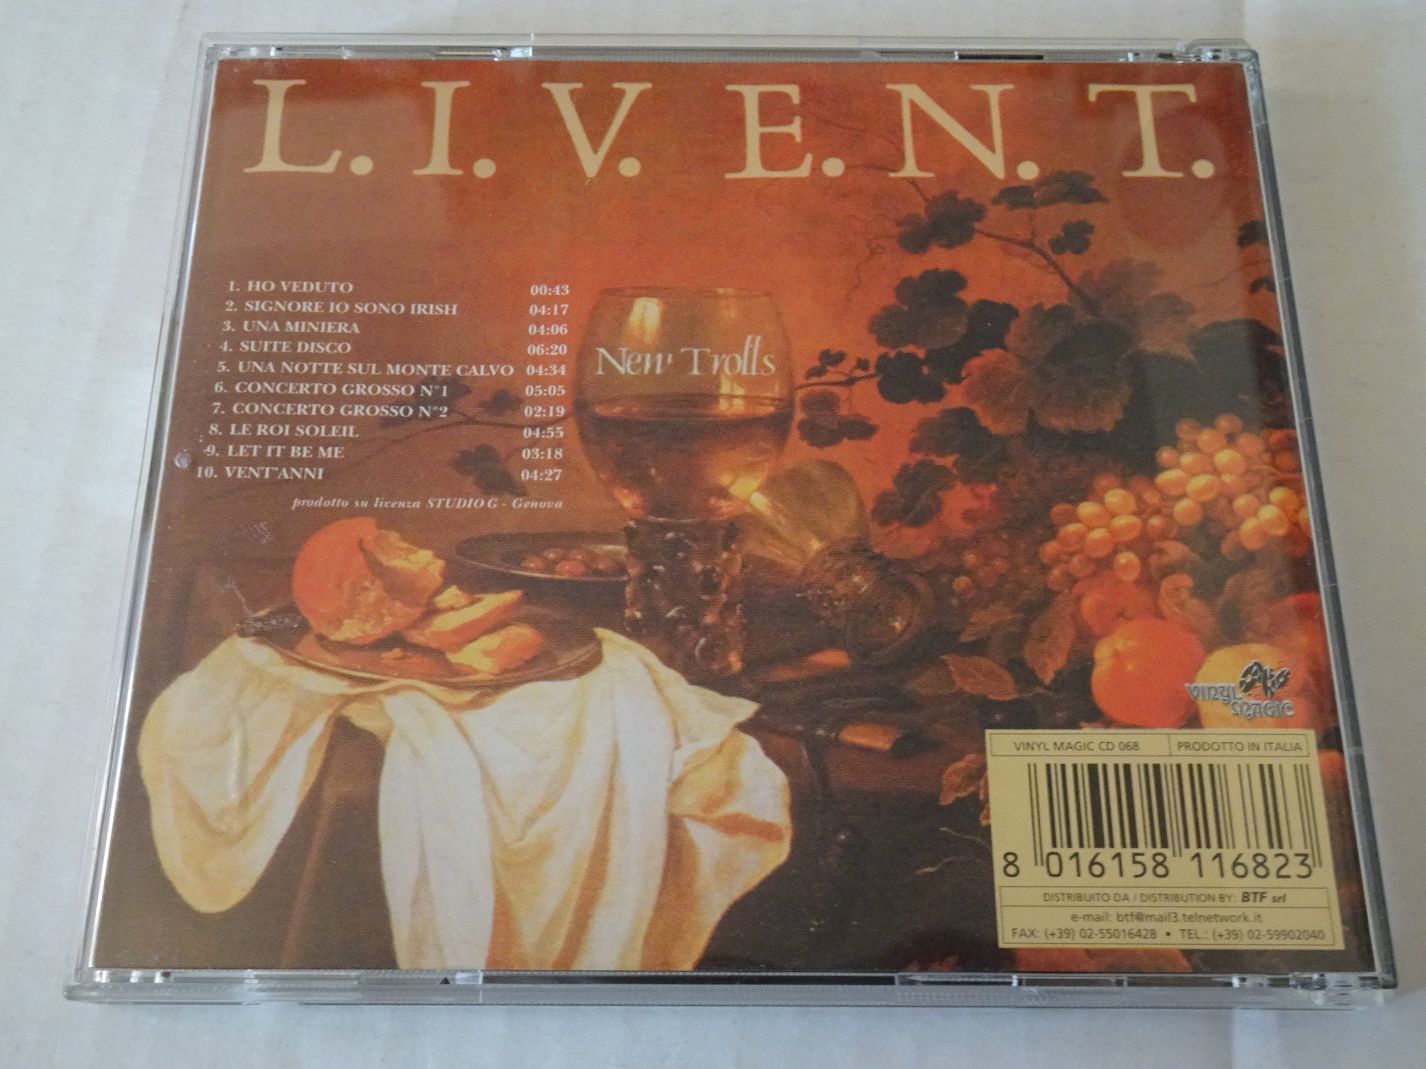 L.I.V.E.N.T.
1. HO VEDUTO 00:43
2. SIGNORE IO SONO IRISH 04:17
3. UNA MINIERA 04:06
4. SUITE DISCO 06:20
5. UNA NOTTE SUL MONTE CALVO 04:34
6. CONCERTO GROSSO N°1 05:05
7. CONCERTO GROSSO N°2 02:19
8. LE ROI SOLEIL 04:55
9. LET IT BE ME 03:18
10. VENT'ANNI 04:27
prodotto su licenza STUDIO G - Genova
New Trolls
VINYL MAGIC
VINYL MAGIC CD 068 PRODOTTO IN ITALIA
8 016158 116823
DISTRIBUITO DA / DISTRIBUTION BY: BTF srl
e-mail: btf@mail3.telnetwork.it
FAX: (+39) 02-55016428 • TEL: (+39) 02-59902040